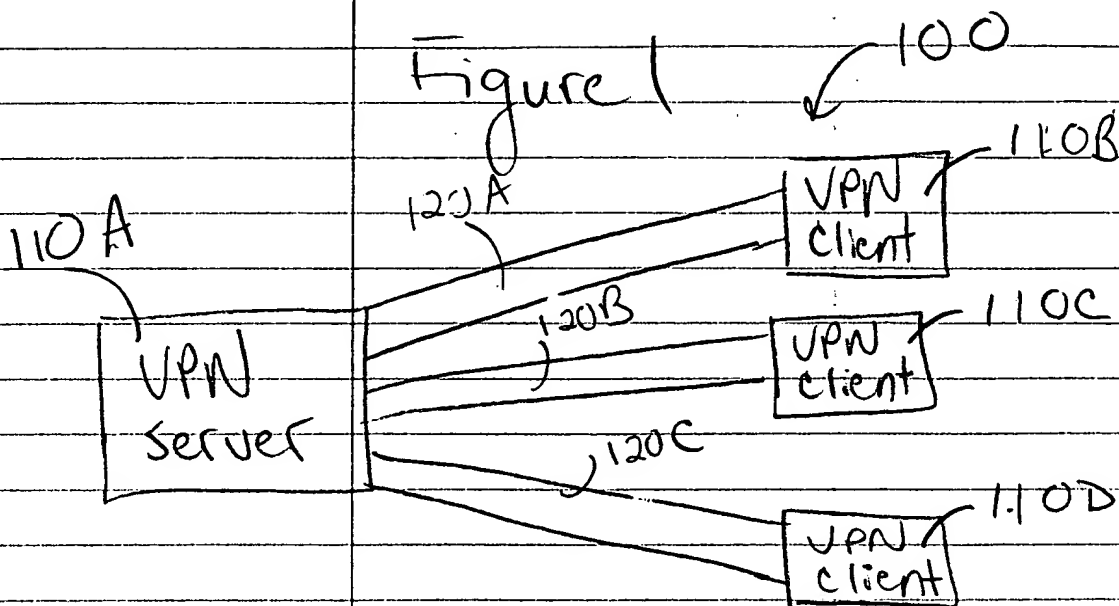 Figure 1
100
110B
VPN
client
120A
110A
120B
110C
VPN
client
VPN
server
120C
110D
VPN
client